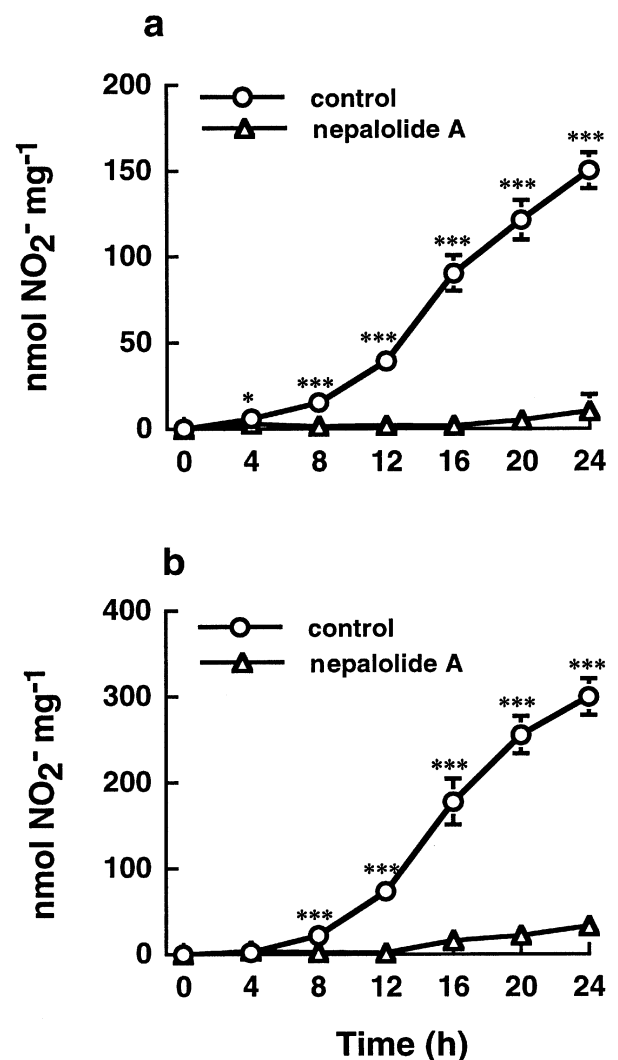 a
200
150
100
50
0
nmol NO2- mg-1
control
nepalolide A
* *** *** *** *** ***
0 4 8 12 16 20 24
b
400
300
200
100
0
nmol NO2- mg-1
control
nepalolide A
*** *** *** *** ***
0 4 8 12 16 20 24
Time (h)